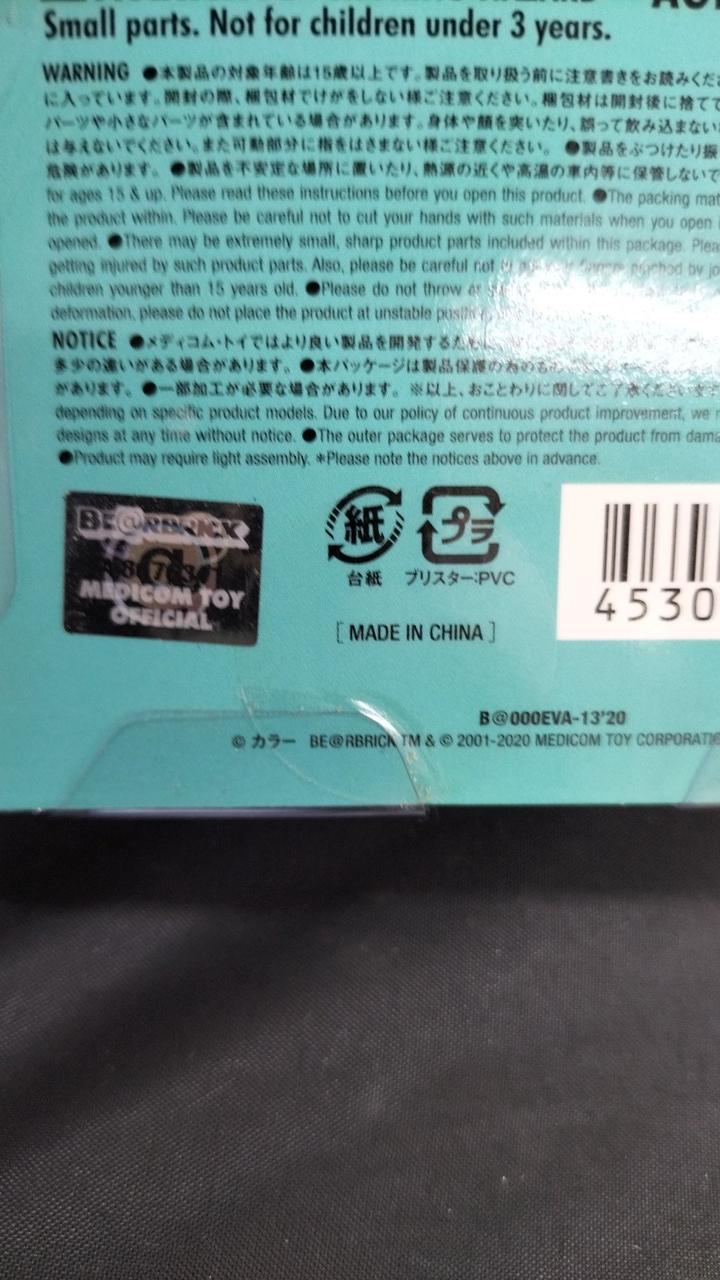 Small parts. Not for children under 3 years.
WARNING ●本製品の対象年齢は15歳以上です。製品を取り扱う前に注意書きをお読みくだ
に入っています。開封の際、梱包材でけがをしない様ご注意ください。梱包材は開封後に捨て
パーツや小さなパーツが含まれている場合があります。身体や顔を突いたり、誤って飲み込まない
は与えないでください。また可動部分に指をはさまない様ご注意ください。 ●製品をぶつけたり振
危険があります。 ●製品を不安定な場所に置いたり、熱源の近くや高温の車内等に保管しないで
for ages 15 & up. Please read these instructions before you open this product. ●The packing mat
the product within. Please be careful not to cut your hands with such materials when you open
opened. ●There may be extremely small, sharp product parts included within this package. Plea
getting injured by such product parts. Also, please be careful not by jo
children younger than 15 years old. ●Please do not throw
deformation, please do not place the product at unstable
NOTICE ●メディコム・トイではより良い製品を開発するため
多少の違いがある場合があります。 ●本パッケージは製品保護の為のもの
があります。 ●一部加工が必要な場合があります。 ※以上、おことわりに関してご了承ください
depending on specific product models. Due to our policy of continuous product improvement, we
designs at any time without notice. ●The outer package serves to protect the product from dama
●Product may require light assembly. ※Please note the notices above in advance.
BE@RBRICK
MEDICOM TOY
OFFICIAL
紙 プラ
台紙 ブリスター:PVC
4530
[ MADE IN CHINA ]
B@000EVA-13'20
© カラー BE@RBRICK TM & © 2001-2020 MEDICOM TOY CORPORATIO